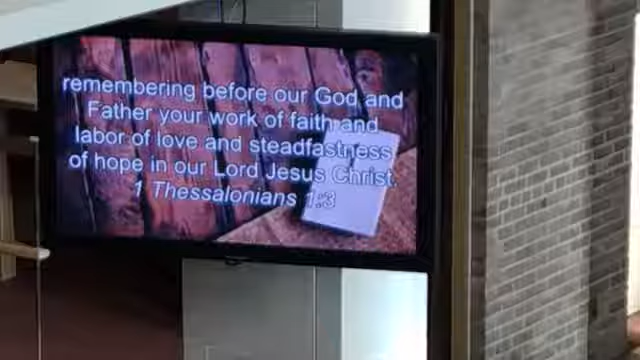 remembering before our God and
Father your work of faith and
labor of love and steadfastness
of hope in our Lord Jesus Christ.
1 Thessalonians 1:3